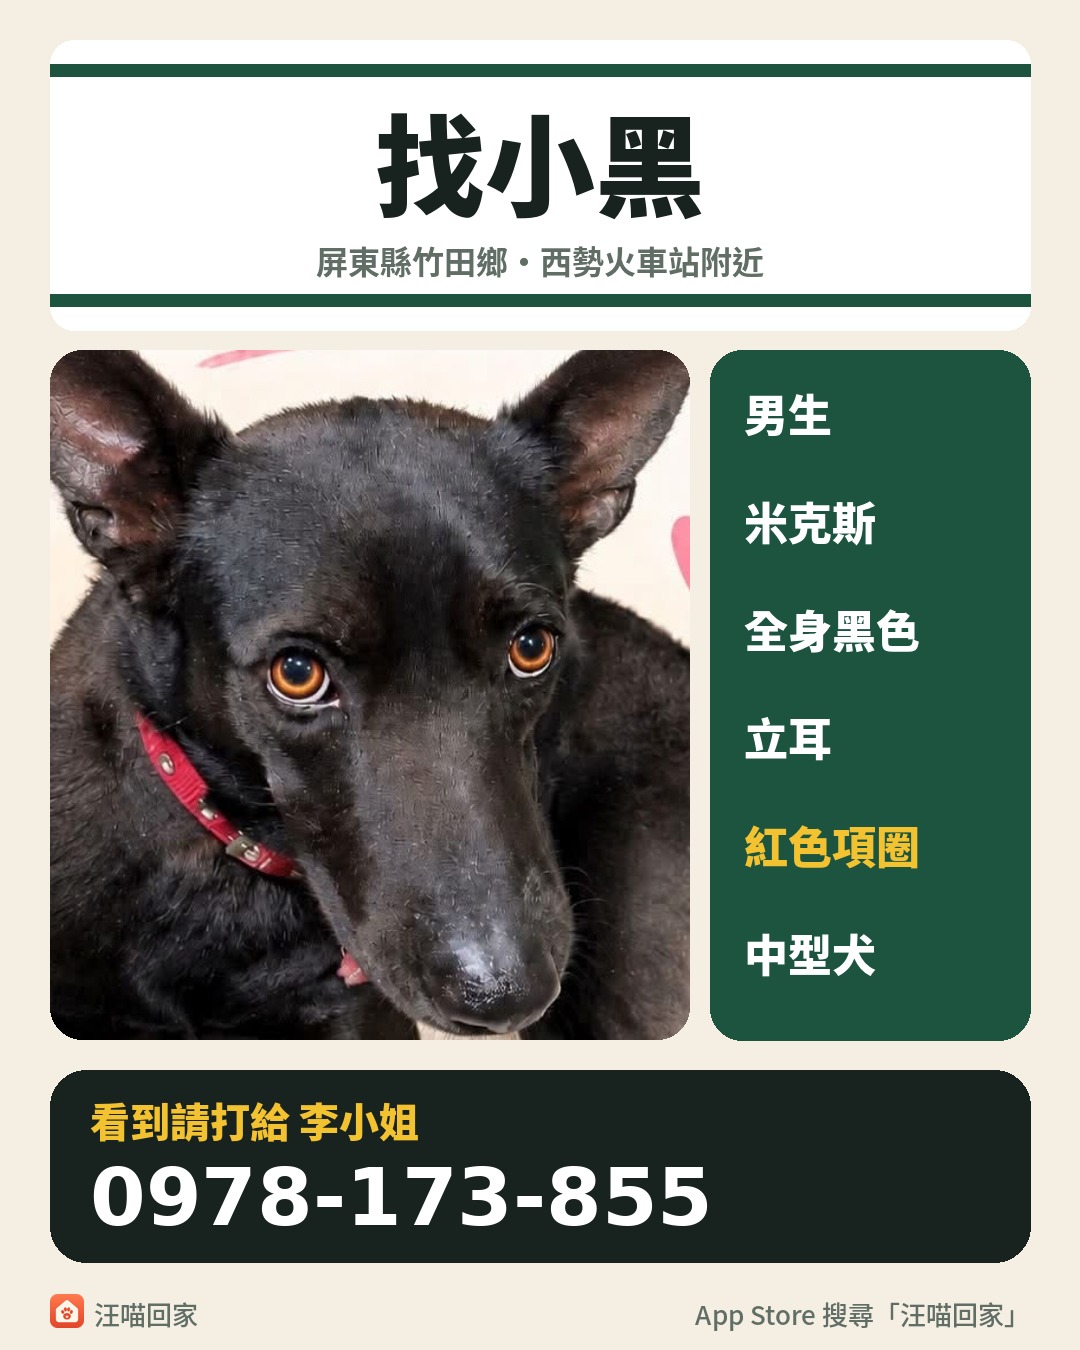 找小黑
屏東縣竹田鄉・西勢火車站附近
男生
米克斯
全身黑色
立耳
紅色項圈
中型犬
看到請打給 李小姐
0978-173-855
汪喵回家
App Store 搜尋「汪喵回家」